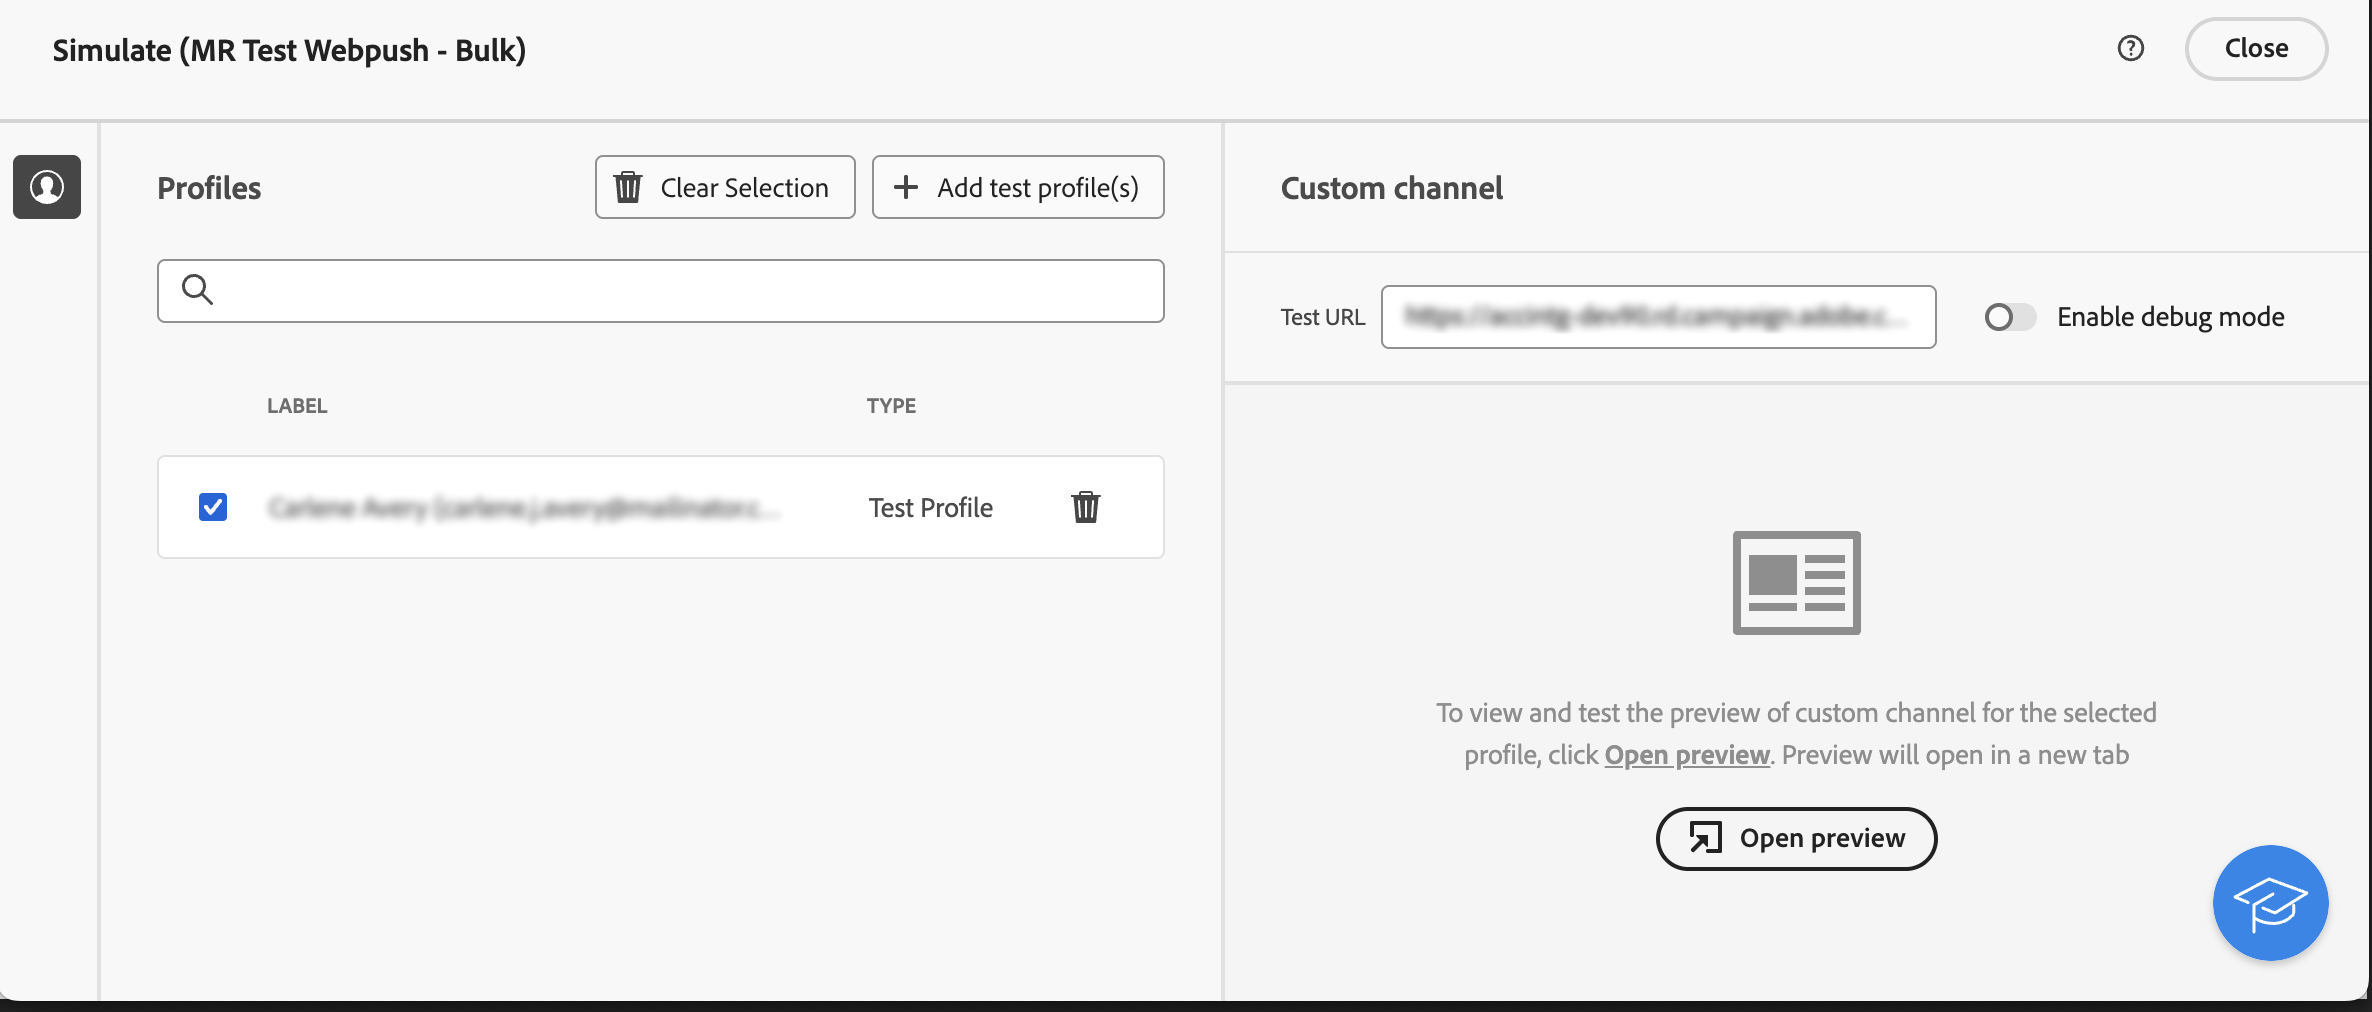 Simulate (MR Test Webpush - Bulk)
Close
Profiles
Clear Selection
Add test profile(s)
Custom channel
Test URL
Enable debug mode
LABEL TYPE
Test Profile
To view and test the preview of custom channel for the selected
profile, click Open preview. Preview will open in a new tab
Open preview